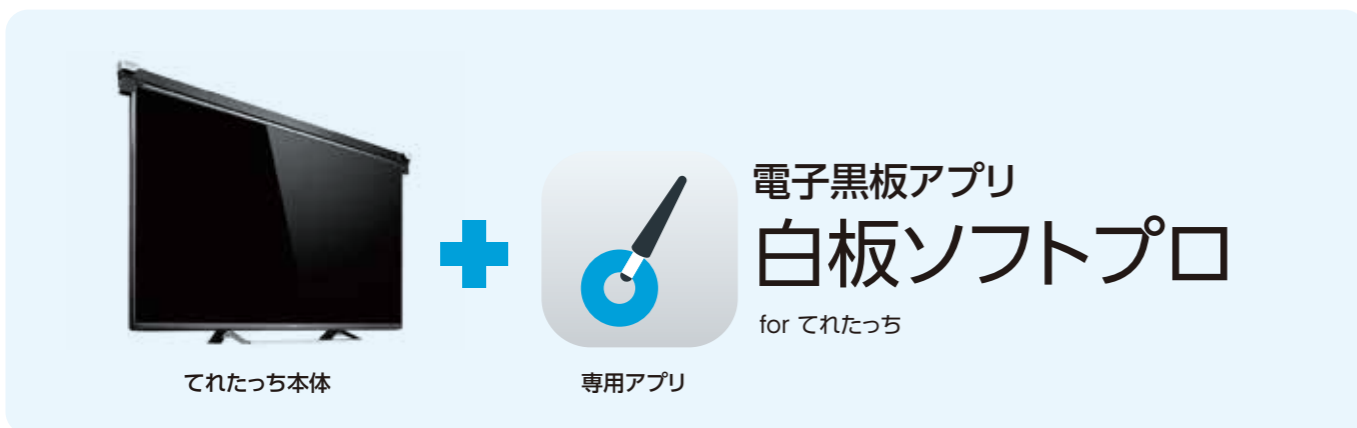 電子黒板アプリ
白板ソフトプロ
for てれたっち
てれたっち本体
専用アプリ